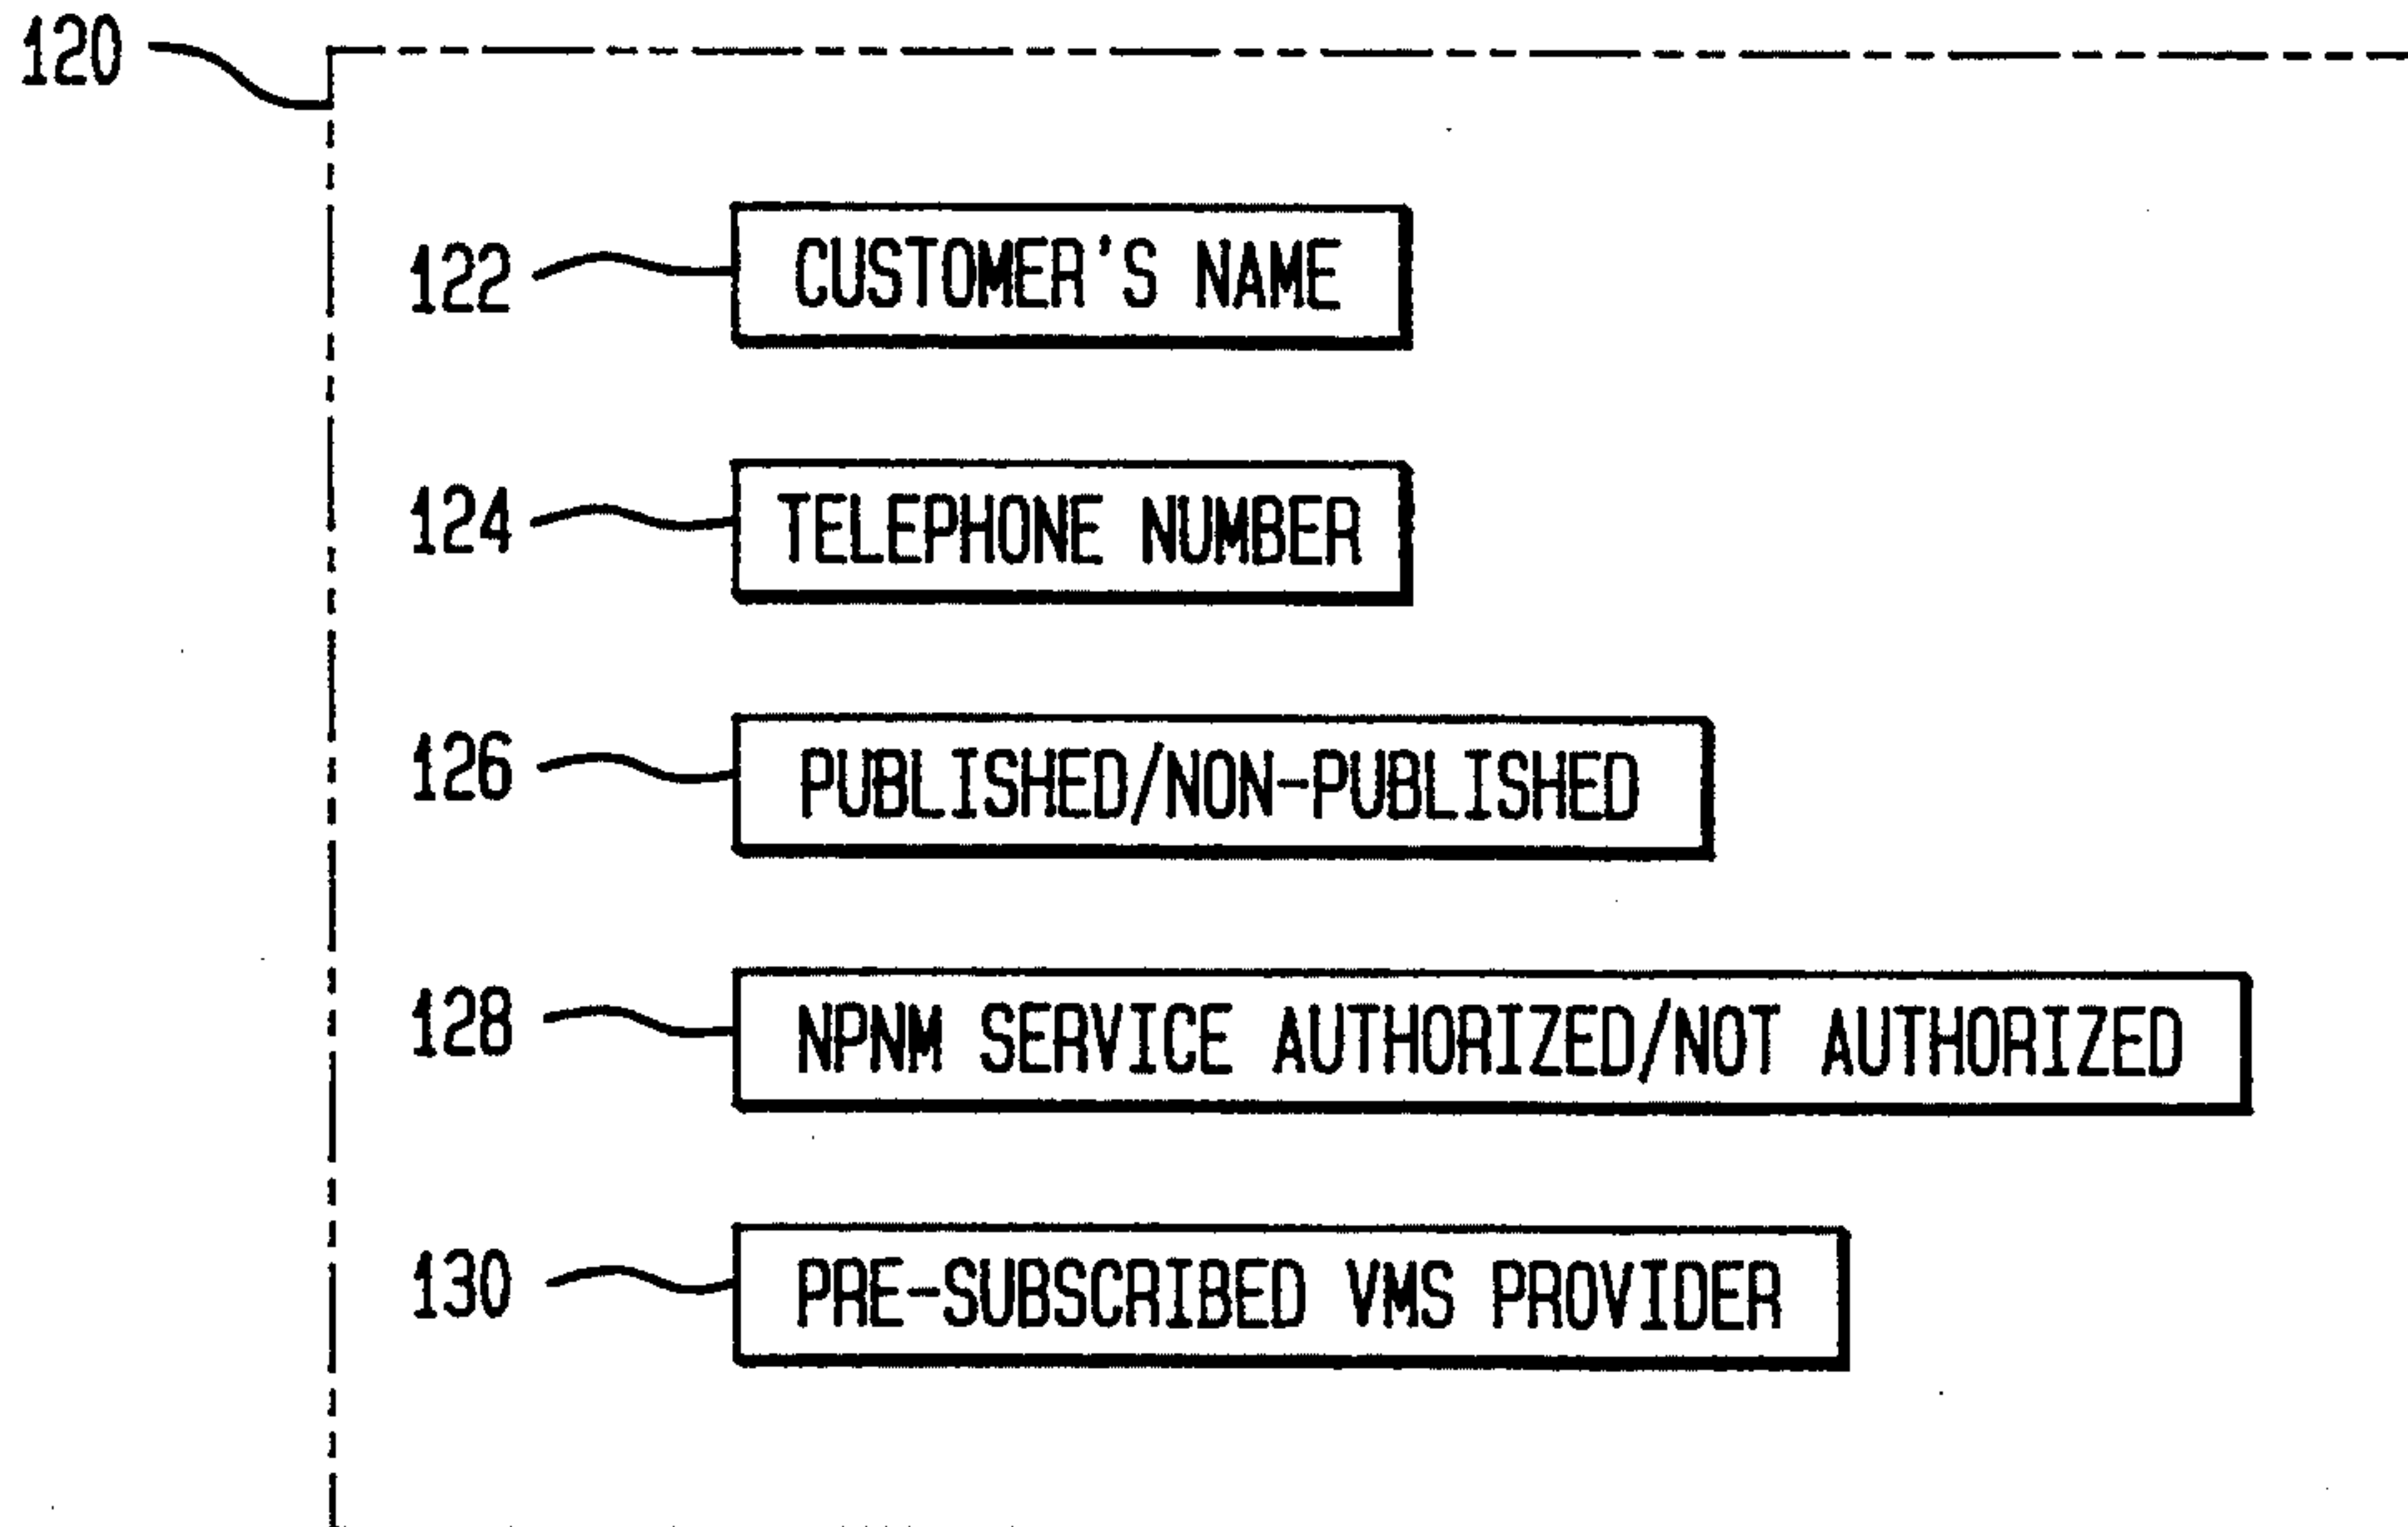 120
122 CUSTOMER'S NAME
124 TELEPHONE NUMBER
126 PUBLISHED/NON-PUBLISHED
128 NPNM SERVICE AUTHORIZED/NOT AUTHORIZED
130 PRE-SUBSCRIBED VMS PROVIDER